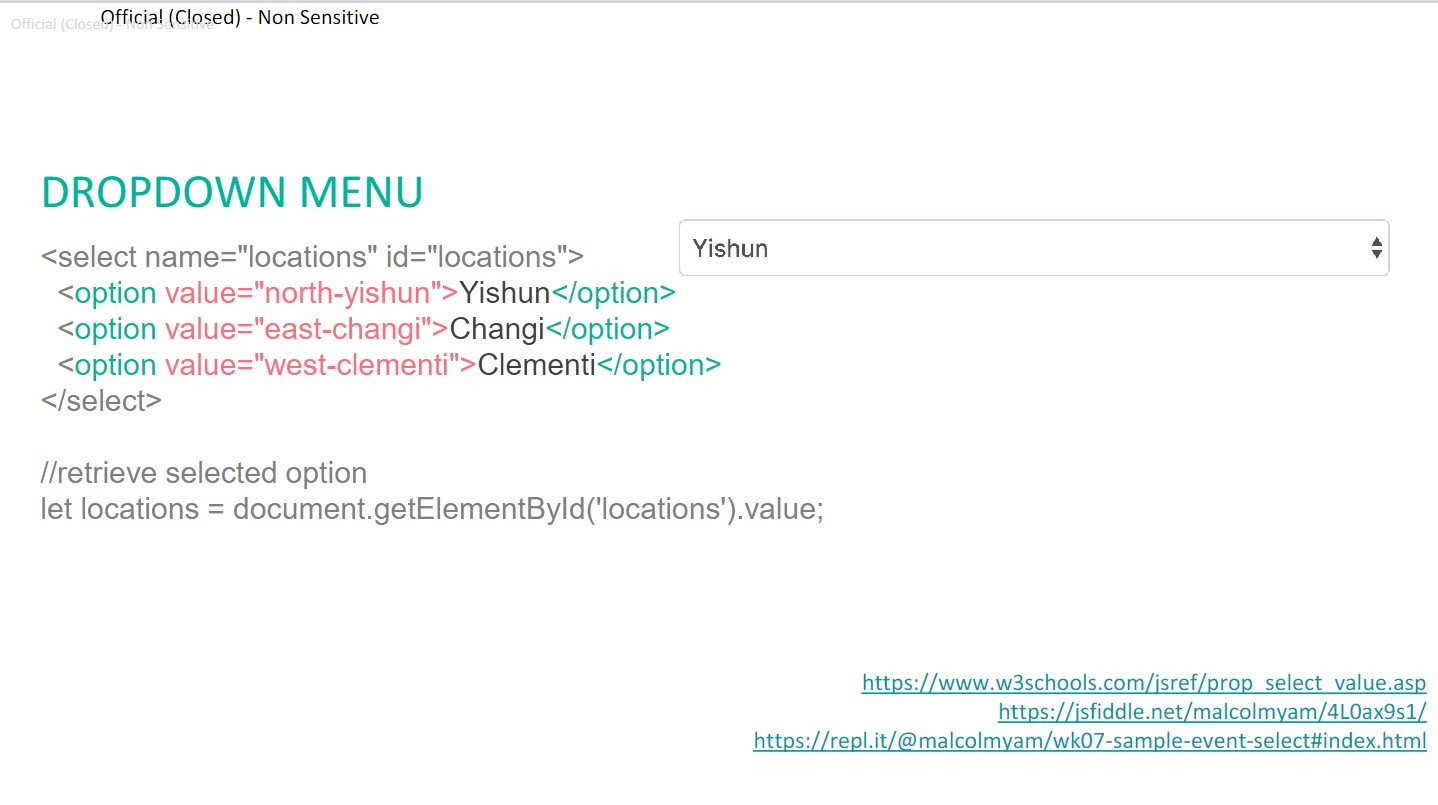 Official (Closed) - Non Sensitive
Official (Closed) - Non Sensitive
DROPDOWN MENU
<select name="locations" id="locations">
Yishun
<option value="north-yishun">Yishun</option>
<option value="east-changi">Changi</option>
<option value="west-clementi">Clementi</option>
</select>
//retrieve selected option
let locations = document.getElementById('locations').value;
https://www.w3schools.com/jsref/prop_select_value.asp
https://jsfiddle.net/malcolmyam/4L0ax9s1/
https://repl.it/@malcolmyam/wk07-sample-event-select#index.html